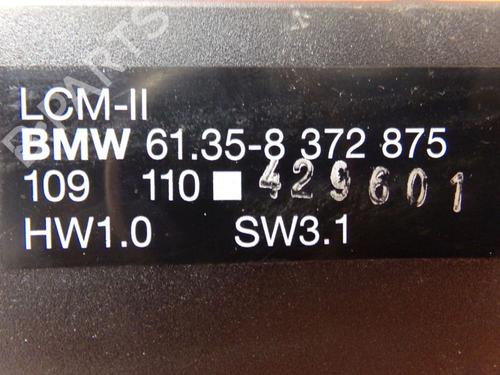 LCM-II
BMW 61.35-8 372 875
109 110 429601
HW1.0 SW3.1